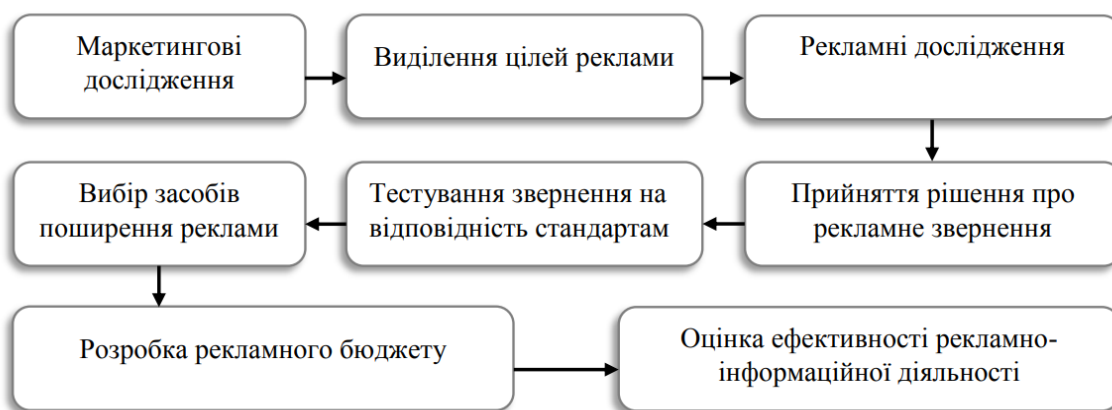 Маркетингові
дослідження
Виділення цілей реклами
Рекламні дослідження
Прийняття рішення про
рекламне звернення
Тестування звернення на
відповідність стандартам
Вибір засобів
поширення реклами
Розробка рекламного бюджету
Оцінка ефективності рекламно-
інформаційної діяльності